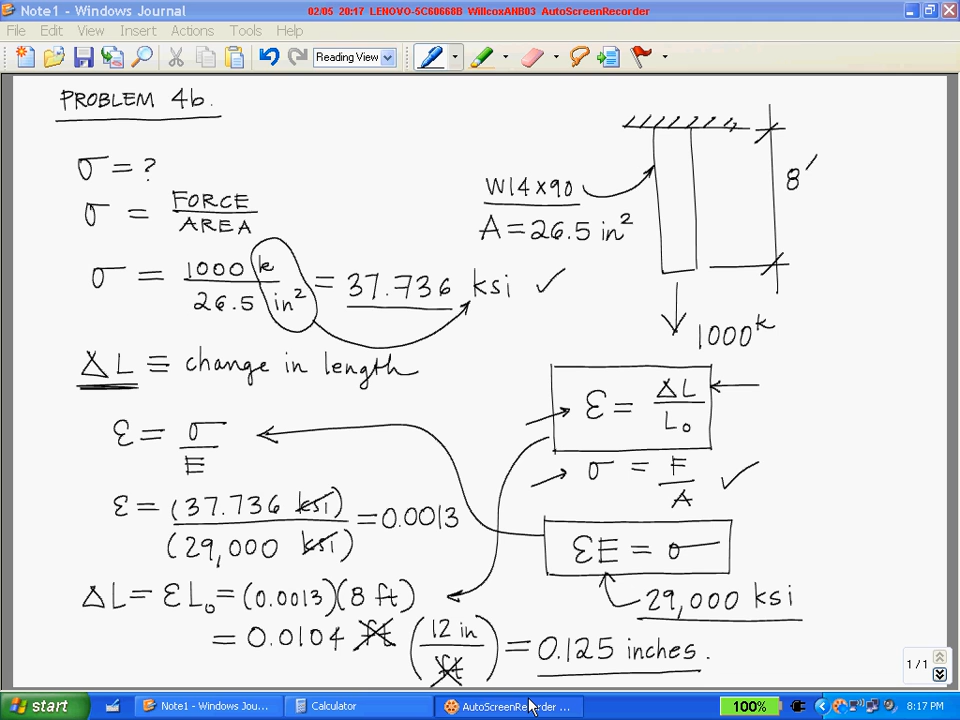 Note1 - Windows Journal
02/05 20:17 LENOVO-5C60668B WillcoxANB03 AutoScreenRecorder
File Edit View Insert Actions Tools Help
Reading View
PROBLEM 4b.
σ = ?
σ = FORCE/AREA
σ = 1000 k / 26.5 in² = 37.736 ksi ✓
W14x90
A = 26.5 in²
8'
1000ᵏ
ΔL ≡ change in length
ε = ΔL/L₀
σ = F/A ✓
εE = σ
29,000 ksi
ε = σ/E
ε = (37.736 ksi)/(29,000 ksi) = 0.0013
ΔL = εL₀ = (0.0013)(8 ft)
= 0.0104 ft (12 in/ft) = 0.125 inches.
1/1
start
Note1 - Windows Jou...
Calculator
AutoScreenRecorder ...
100%
8:17 PM